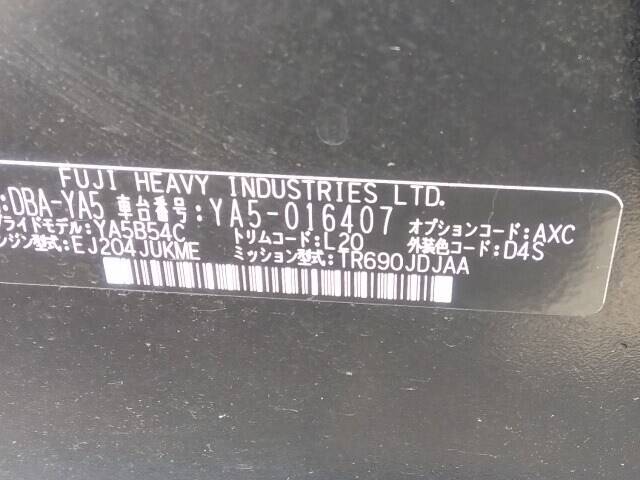 FUJI HEAVY INDUSTRIES LTD.
:DBA-YA5 車台番号:YA5-016407 オプションコード:AXC
プライドモデル:YA5B54C トリムコード:L20 外装色コード:D4S
ンジン型式:EJ204JUKME ミッション型式:TR690JDJAA